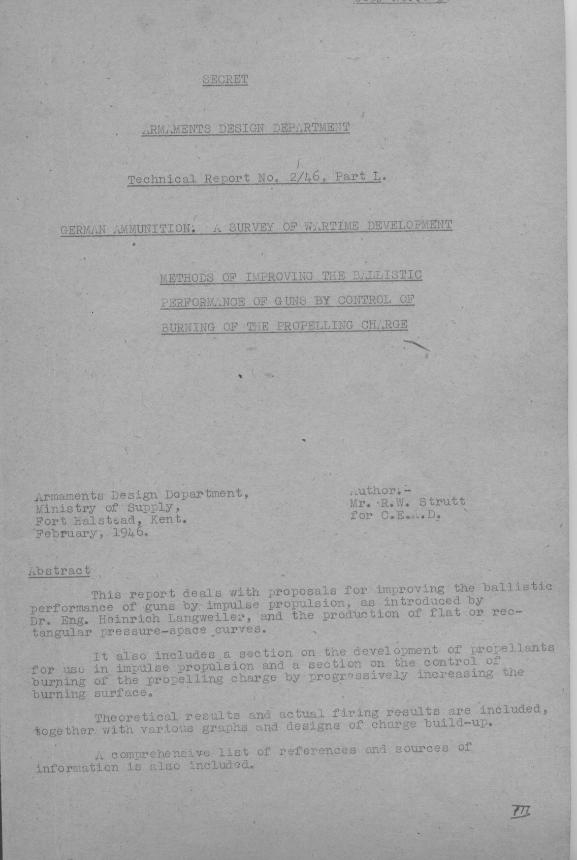 SECRET
ARMAMENTS DESIGN DEPARTMENT
Technical Report No. 2/46, Part L.
GERMAN AMMUNITION. A SURVEY OF WARTIME DEVELOPMENT
METHODS OF IMPROVING THE BALLISTIC
PERFORMANCE OF GUNS BY CONTROL OF
BURNING OF THE PROPELLING CHARGE
Armaments Design Department,
Ministry of Supply,
Fort Halstead, Kent.
February, 1946.
Author:-
Mr. R.W. Strutt
for C.E.A.D.
Abstract
This report deals with proposals for improving the ballistic
performance of guns by impulse propulsion, as introduced by
Dr. Eng. Heinrich Langweiler, and the production of flat or rec-
tangular pressure-space curves.
It also includes a section on the development of propellants
for use in impulse propulsion and a section on the control of
burning of the propelling charge by progressively increasing the
burning surface.
Theoretical results and actual firing results are included,
together with various graphs and designs of charge build-up.
A comprehensive list of references and sources of
information is also included.